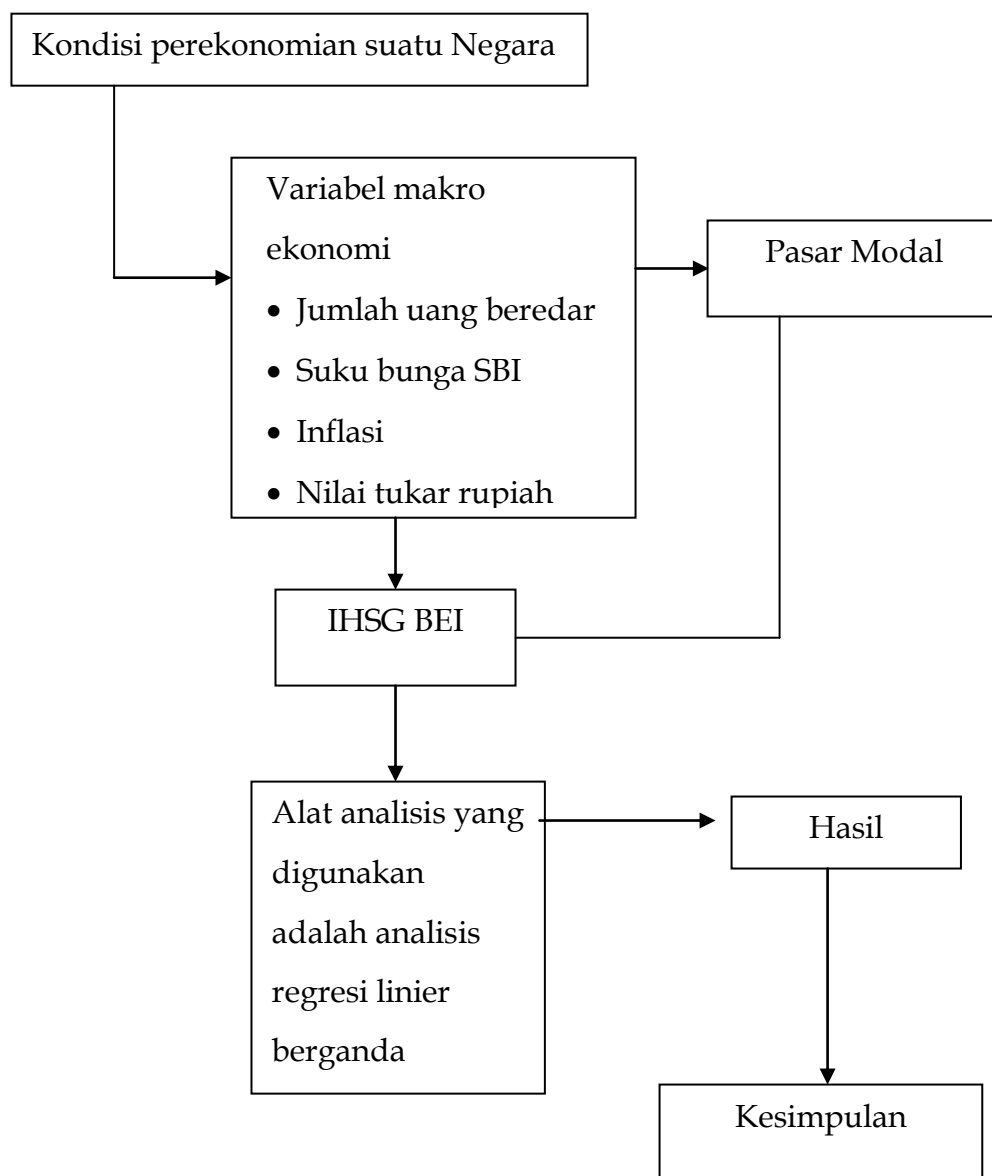 Kondisi perekonomian suatu Negara
Variabel makro
ekonomi
• Jumlah uang beredar
• Suku bunga SBI
• Inflasi
• Nilai tukar rupiah
Pasar Modal
IHSG BEI
Alat analisis yang
digunakan
adalah analisis
regresi linier
berganda
Hasil
Kesimpulan